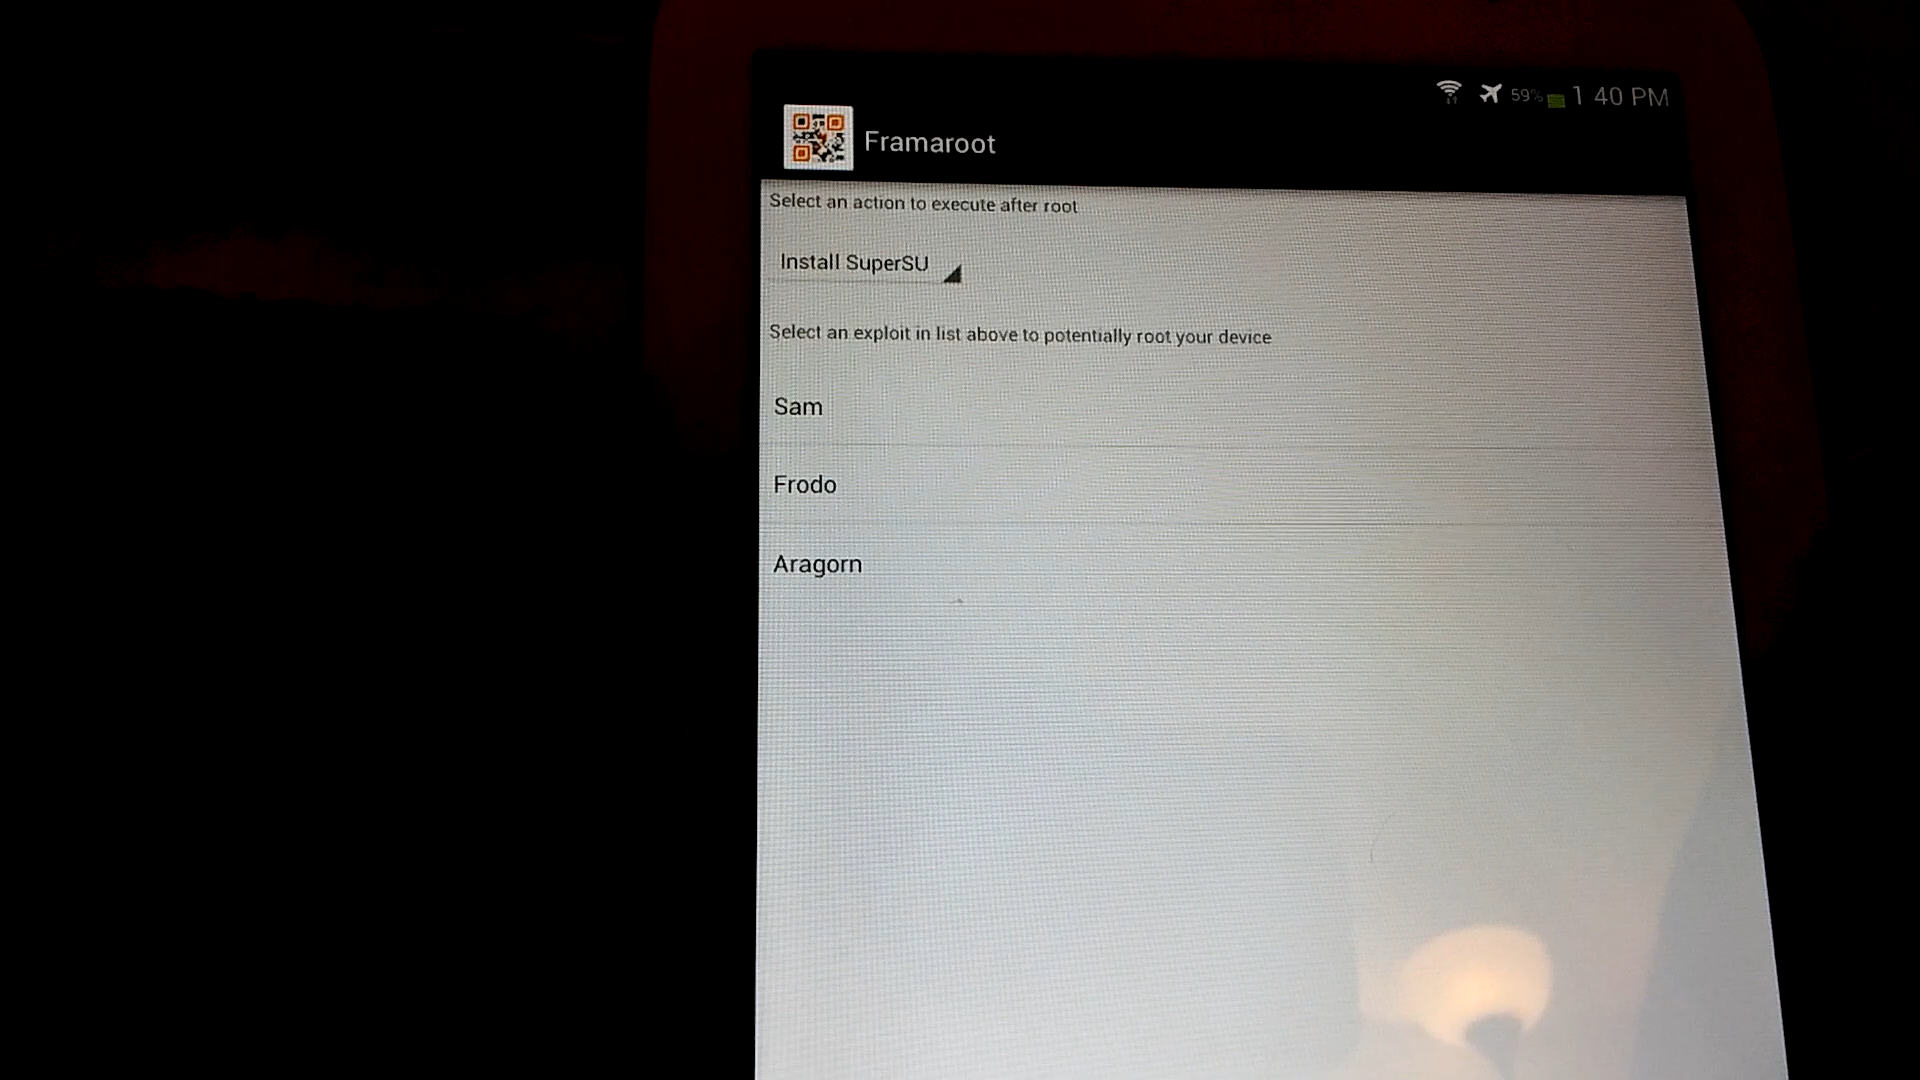 59% 1 40 PM
Framaroot
Select an action to execute after root
Install SuperSU
Select an exploit in list above to potentially root your device
Sam
Frodo
Aragorn